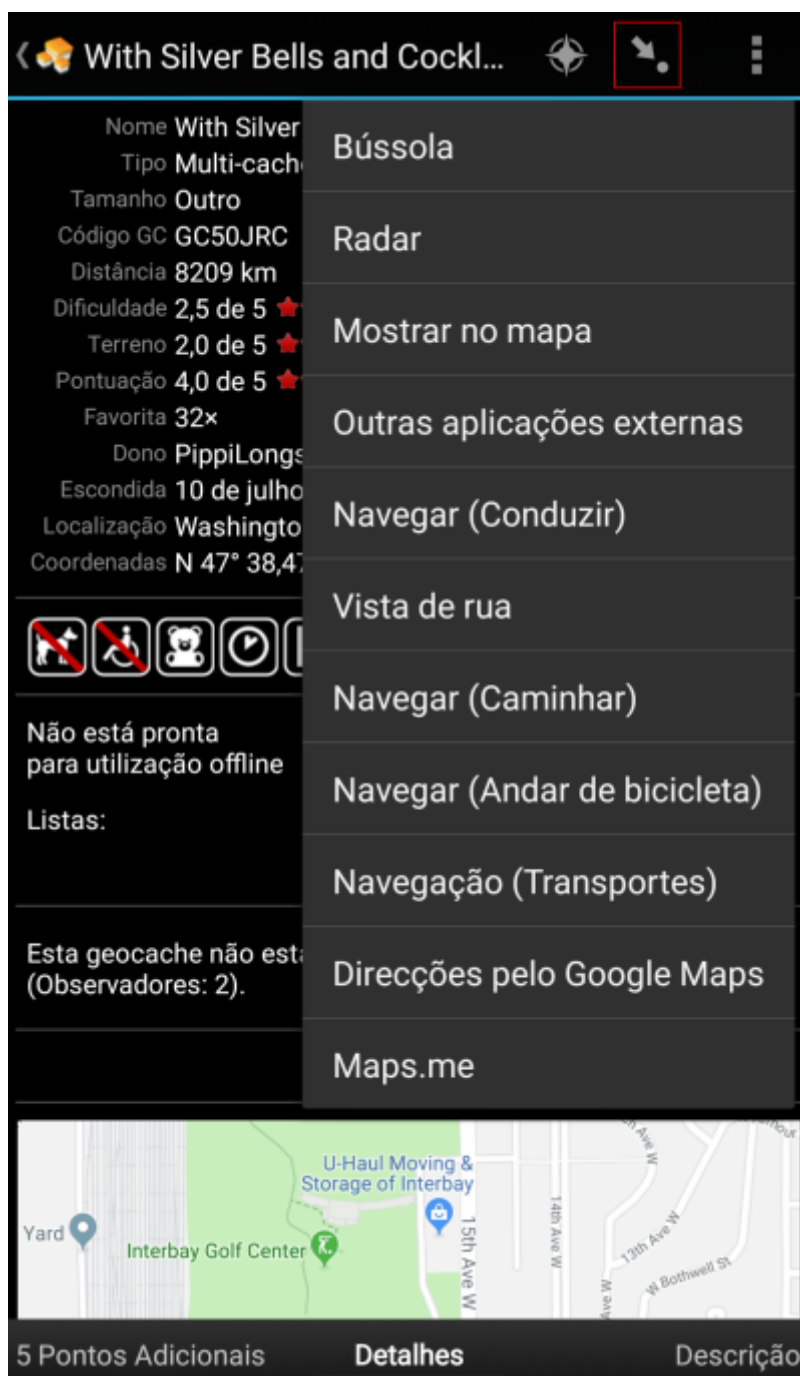 With Silver Bells and Cockl...
Nome With Silver
Tipo Multi-cach
Tamanho Outro
Código GC GC50JRC
Distância 8209 km
Dificuldade 2,5 de 5
Terreno 2,0 de 5
Pontuação 4,0 de 5
Favorita 32×
Dono PippiLongs
Escondida 10 de julho
Localização Washingto
Coordenadas N 47° 38,47
Bússola
Radar
Mostrar no mapa
Outras aplicações externas
Navegar (Conduzir)
Vista de rua
Navegar (Caminhar)
Navegar (Andar de bicicleta)
Navegação (Transportes)
Direcções pelo Google Maps
Maps.me
Não está pronta
para utilização offline
Listas:
Esta geocache não está
(Observadores: 2).
U-Haul Moving &
Storage of Interbay
Yard
Interbay Golf Center
15th Ave W
14th Ave W
13th Ave W
W Bothwell St
Ave W
5 Pontos Adicionais
Detalhes
Descrição